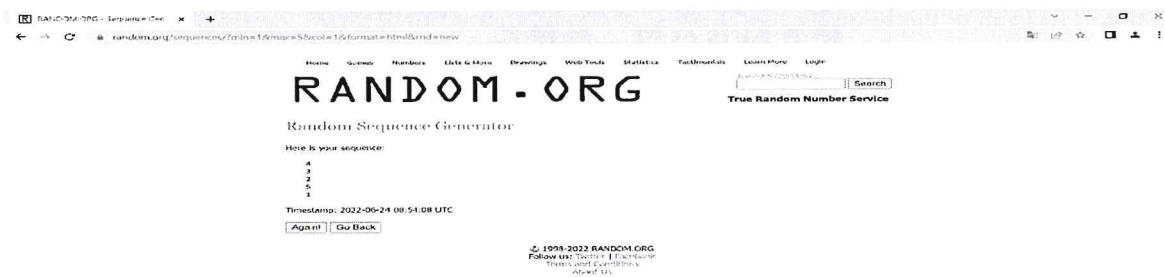 RANDOM.ORG - Sequence Gen
random.org/sequences/?min=1&max=5&col=1&format=html&rnd=new
Home Games Numbers Lists & More Drawings Web Tools Statistics Testimonials Learn More Login
RANDOM.ORG
Search
True Random Number Service
Random Sequence Generator
Here is your sequence:
4
3
2
5
1
Timestamp: 2022-06-24 08:54:08 UTC
Again! Go Back
© 1998-2022 RANDOM.ORG
Follow us: Twitter | Facebook
Terms and Conditions
About Us